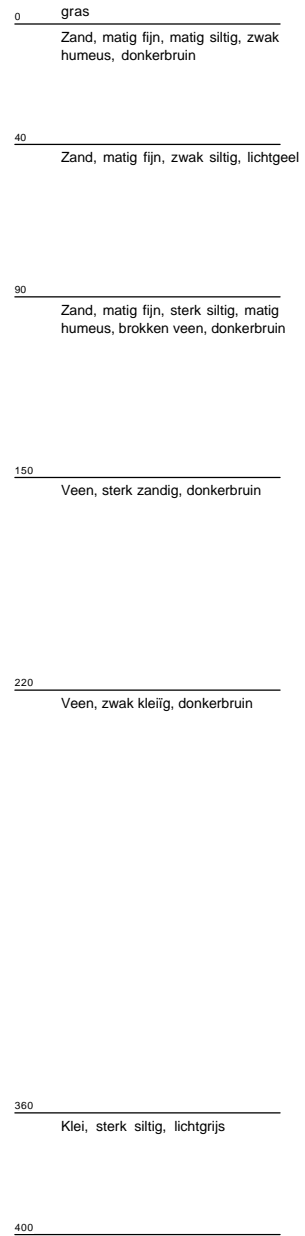 0 gras
Zand, matig fijn, matig siltig, zwak
humeus, donkerbruin
40
Zand, matig fijn, zwak siltig, lichtgeel
90
Zand, matig fijn, sterk siltig, matig
humeus, brokken veen, donkerbruin
150
Veen, sterk zandig, donkerbruin
220
Veen, zwak kleiïg, donkerbruin
360
Klei, sterk siltig, lichtgrijs
400